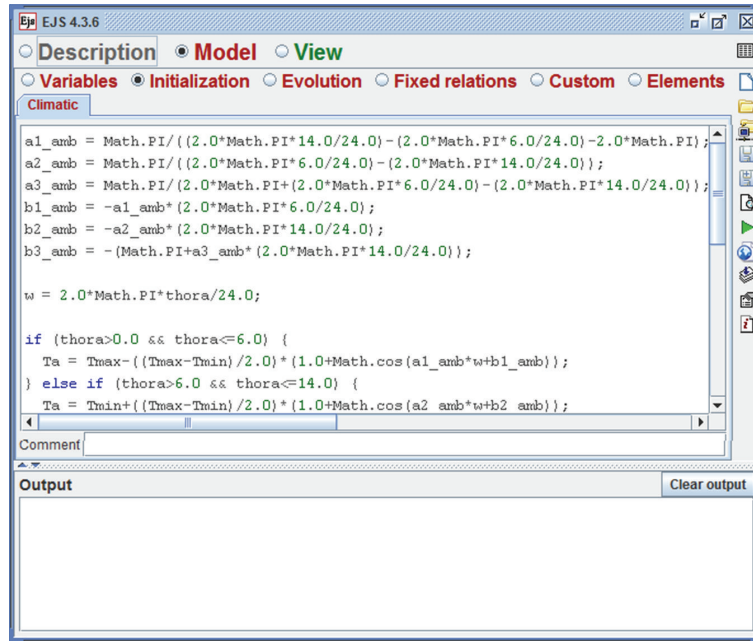 Ejs EJS 4.3.6
Description Model View
Variables Initialization Evolution Fixed relations Custom Elements
Climatic
a1_amb = Math.PI/((2.0*Math.PI*14.0/24.0)-(2.0*Math.PI*6.0/24.0)-2.0*Math.PI);
a2_amb = Math.PI/((2.0*Math.PI*6.0/24.0)-(2.0*Math.PI*14.0/24.0));
a3_amb = Math.PI/(2.0*Math.PI+(2.0*Math.PI*6.0/24.0)-(2.0*Math.PI*14.0/24.0));
b1_amb = -a1_amb*(2.0*Math.PI*6.0/24.0);
b2_amb = -a2_amb*(2.0*Math.PI*14.0/24.0);
b3_amb = -(Math.PI+a3_amb*(2.0*Math.PI*14.0/24.0));
w = 2.0*Math.PI*thora/24.0;
if (thora>0.0 && thora<=6.0) {
Ta = Tmax-((Tmax-Tmin)/2.0)*(1.0+Math.cos(a1_amb*w+b1_amb));
} else if (thora>6.0 && thora<=14.0) {
Ta = Tmin+((Tmax-Tmin)/2.0)*(1.0+Math.cos(a2_amb*w+b2_amb));
Comment
Output Clear output